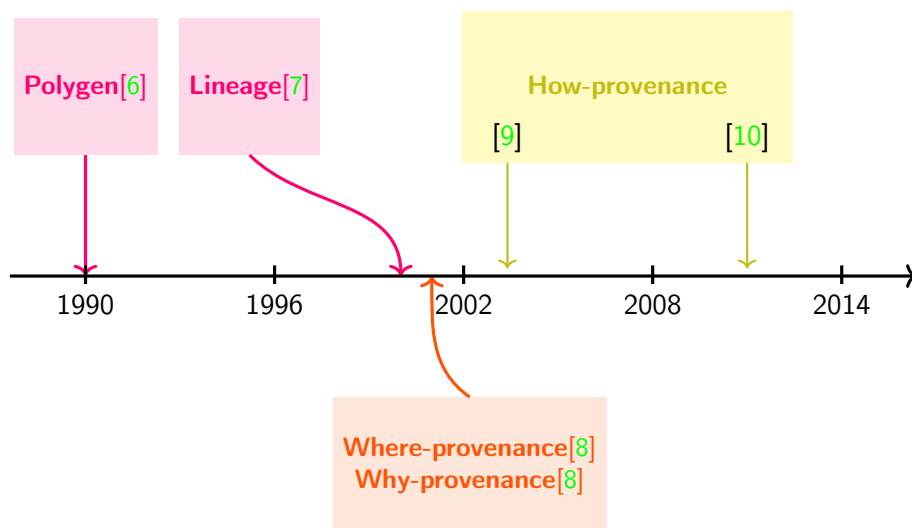 Polygen[6]
Lineage[7]
How-provenance
[9]
[10]
1990
1996
2002
2008
2014
Where-provenance[8]
Why-provenance[8]